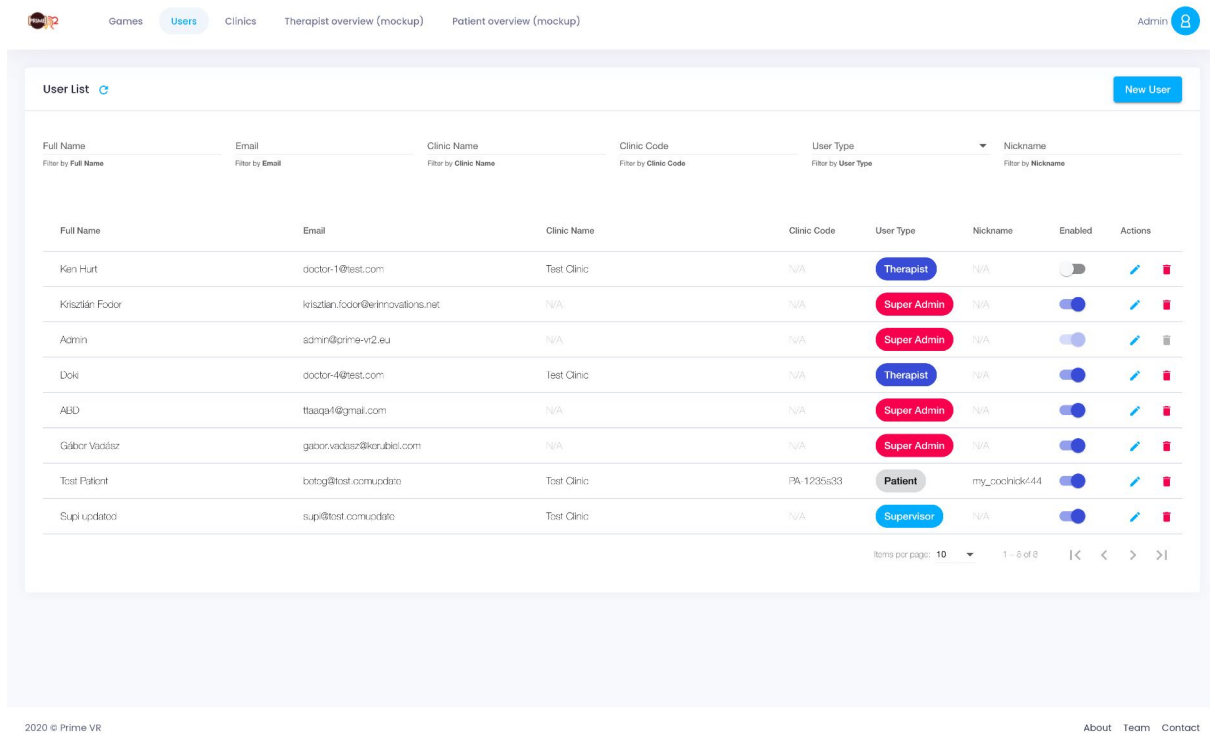 PRIME R2 Games Users Clinics Therapist overview (mockup) Patient overview (mockup) Admin
User List New User
Full Name Email Clinic Name Clinic Code User Type Nickname
Filter by Full Name Filter by Email Filter by Clinic Name Filter by Clinic Code Filter by User Type Filter by Nickname
Full Name Email Clinic Name Clinic Code User Type Nickname Enabled Actions
Ken Hurt doctor-1@test.com Test Clinic N/A Therapist N/A
Krisztián Fodor krisztian.fodor@erinnovations.net N/A N/A Super Admin N/A
Admin admin@prime-vr2.eu N/A N/A Super Admin N/A
Doki doctor-4@test.com Test Clinic N/A Therapist N/A
ABD ttaaqa4@gmail.com N/A N/A Super Admin N/A
Gábor Vadász gabor.vadasz@kerubiel.com N/A N/A Super Admin N/A
Test Patient beteg@test.comupdate Test Clinic PA-1235s33 Patient my_coolnick444
Supi updated supi@test.comupdate Test Clinic N/A Supervisor N/A
Items per page: 10 1 – 8 of 8
2020 © Prime VR About Team Contact